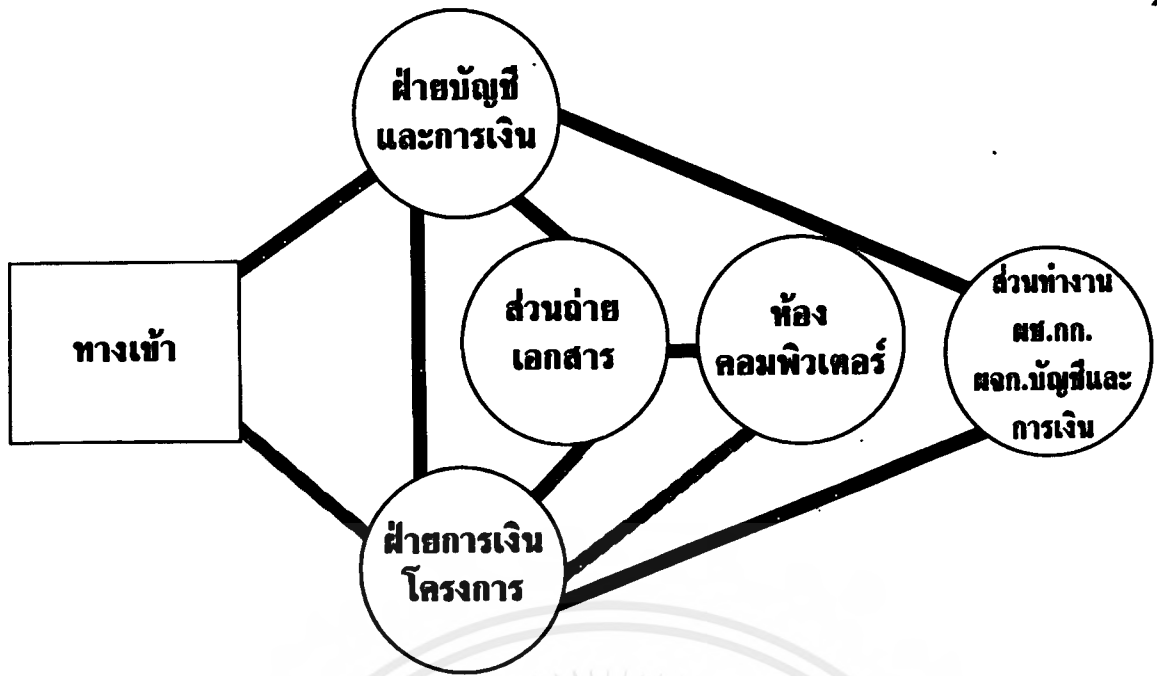 ฝ่ายบัญชี
และการเงิน
ทางเข้า
ส่วนถ่าย
เอกสาร
ห้อง
คอมพิวเตอร์
ส่วนทำงาน
ผช.กก.
ผจก.บัญชีและ
การเงิน
ฝ่ายการเงิน
โครงการ